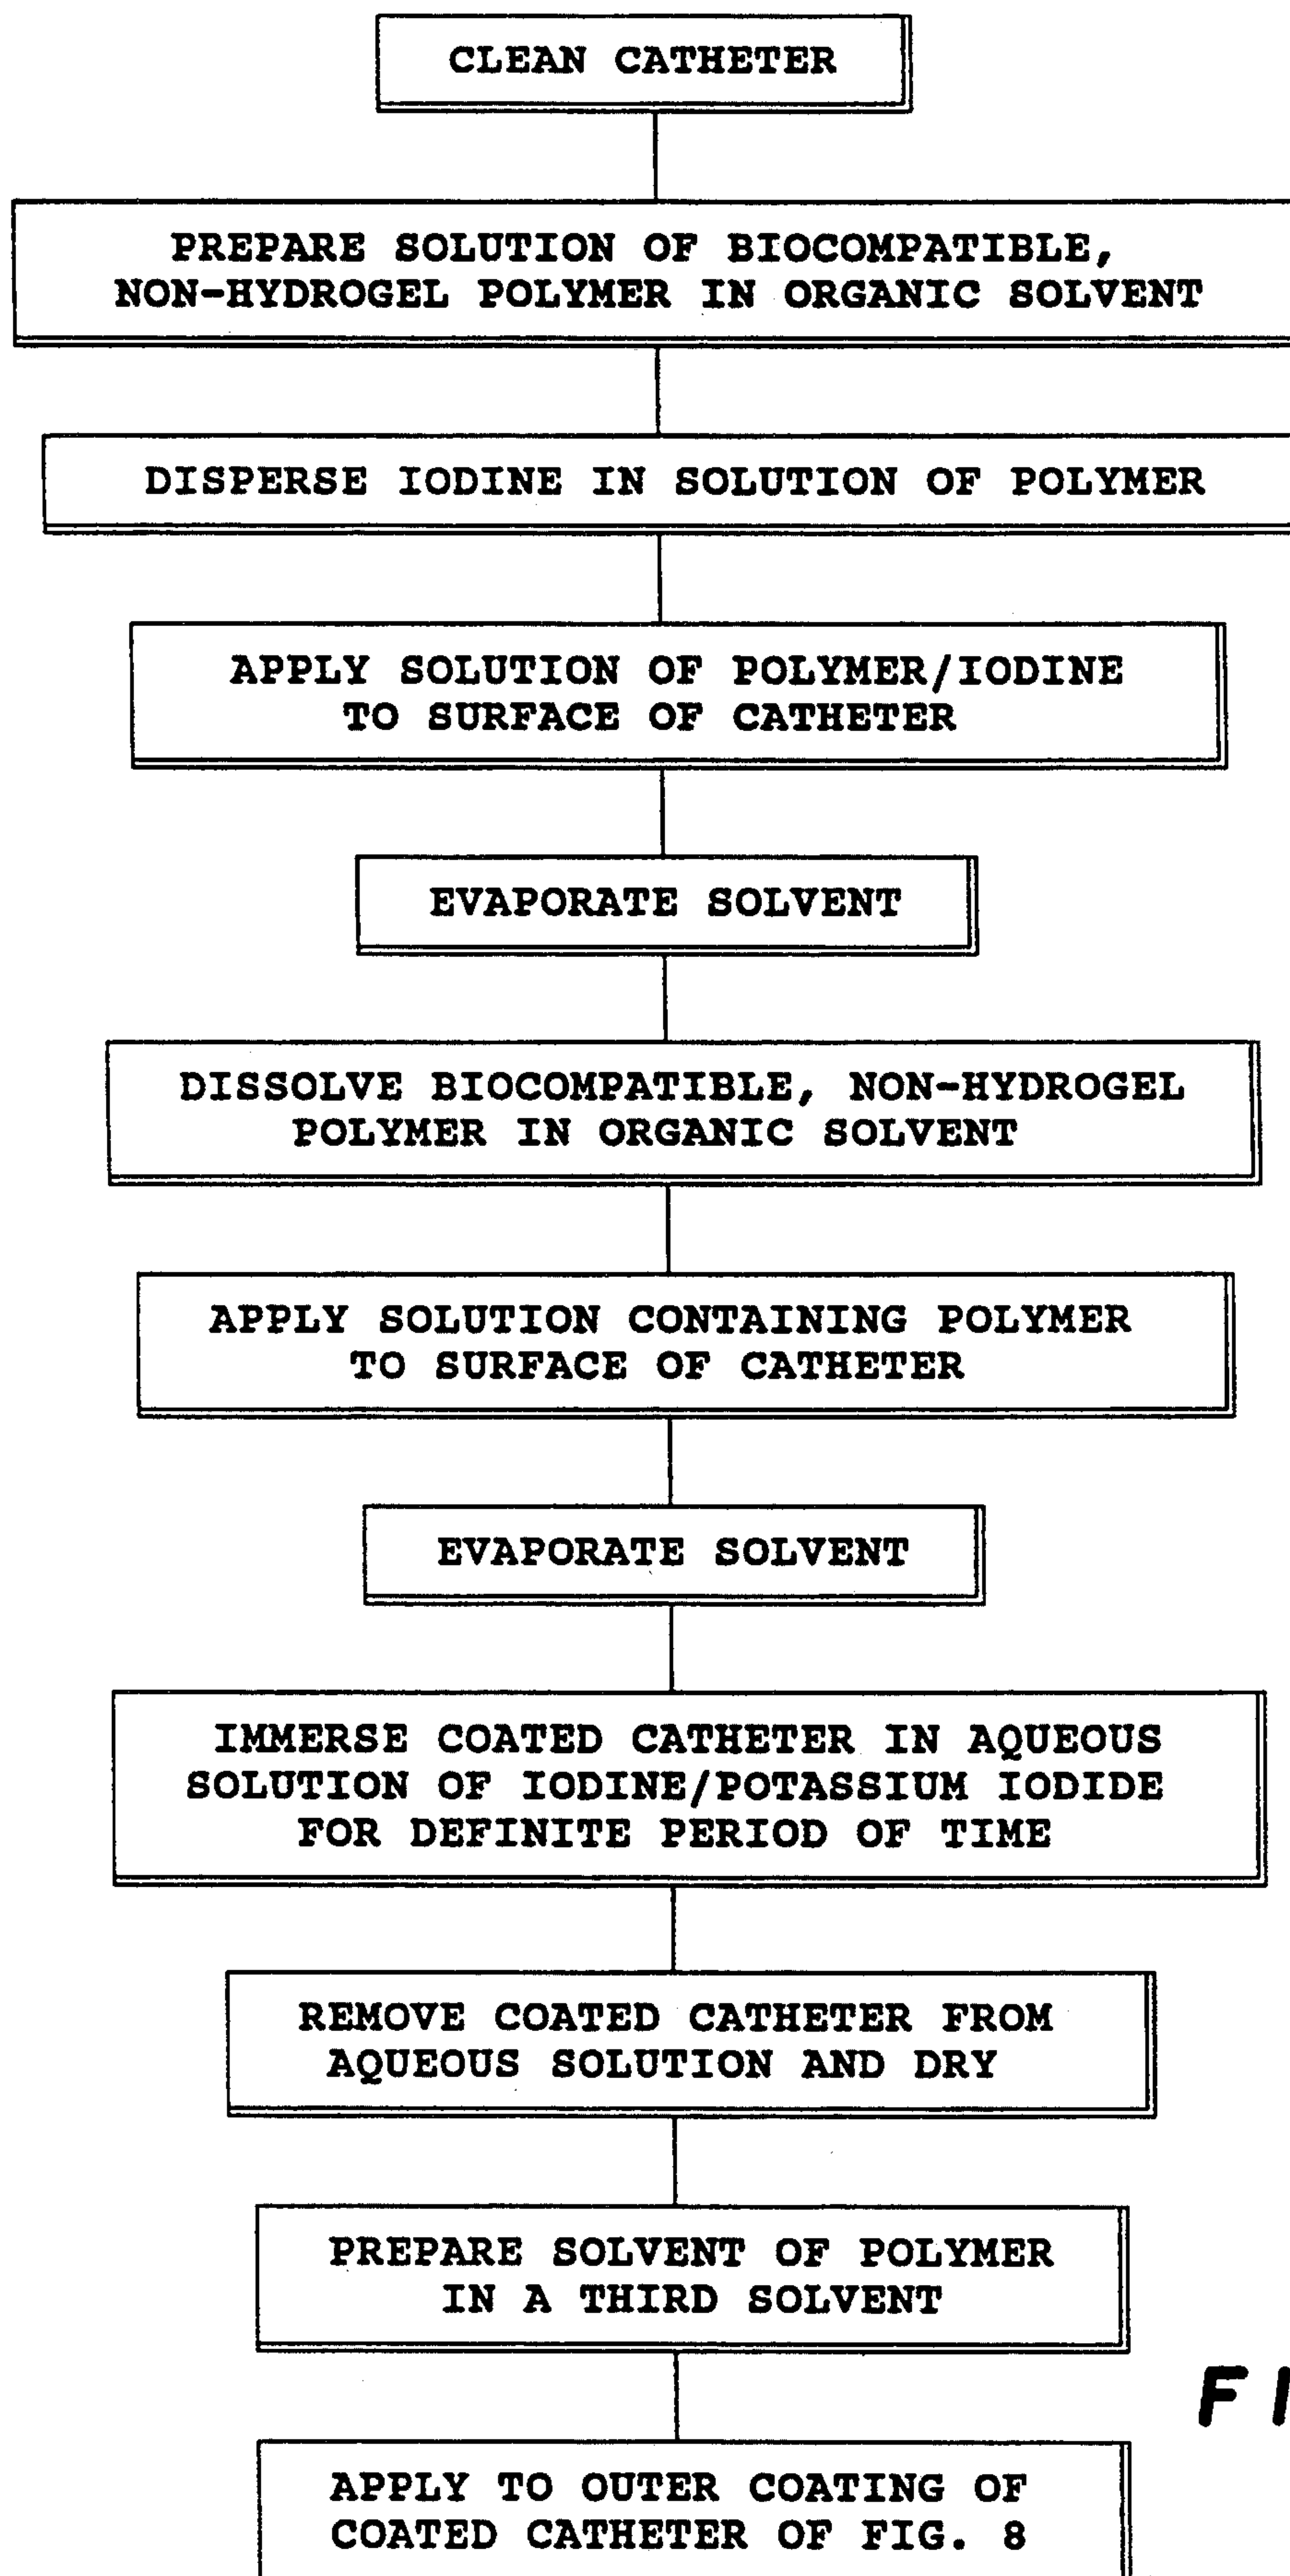 CLEAN CATHETER
PREPARE SOLUTION OF BIOCOMPATIBLE,
NON-HYDROGEL POLYMER IN ORGANIC SOLVENT
DISPERSE IODINE IN SOLUTION OF POLYMER
APPLY SOLUTION OF POLYMER/IODINE
TO SURFACE OF CATHETER
EVAPORATE SOLVENT
DISSOLVE BIOCOMPATIBLE, NON-HYDROGEL
POLYMER IN ORGANIC SOLVENT
APPLY SOLUTION CONTAINING POLYMER
TO SURFACE OF CATHETER
EVAPORATE SOLVENT
IMMERSE COATED CATHETER IN AQUEOUS
SOLUTION OF IODINE/POTASSIUM IODIDE
FOR DEFINITE PERIOD OF TIME
REMOVE COATED CATHETER FROM
AQUEOUS SOLUTION AND DRY
PREPARE SOLVENT OF POLYMER
IN A THIRD SOLVENT
APPLY TO OUTER COATING OF
COATED CATHETER OF FIG. 8